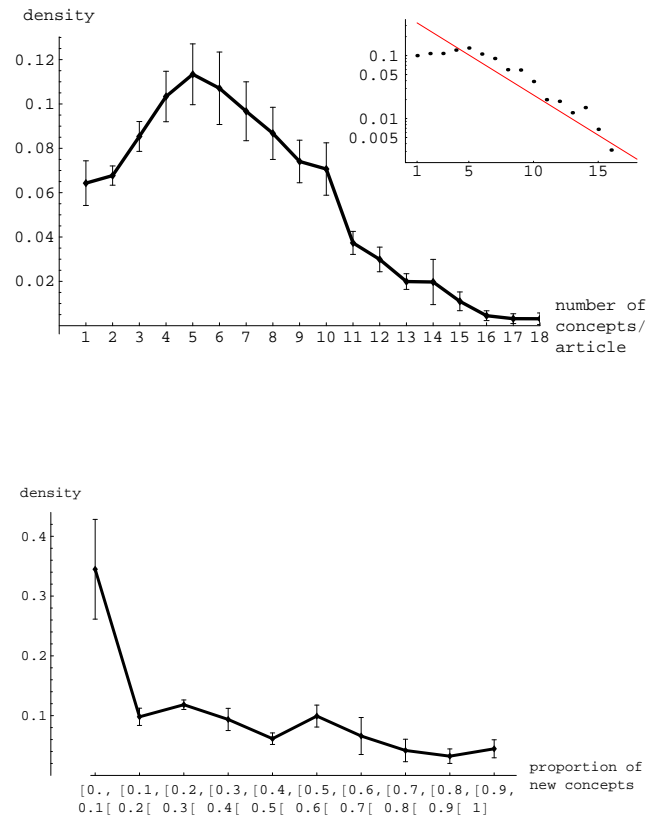 density
0.12
0.1
0.08
0.06
0.04
0.02
1 2 3 4 5 6 7 8 9 10 11 12 13 14 15 16 17 18
number of
concepts/
article
0.1
0.05
0.01
0.005
1 5 10 15
density
0.4
0.3
0.2
0.1
[0., [0.1, [0.2, [0.3, [0.4, [0.5, [0.6, [0.7, [0.8, [0.9,
0.1[ 0.2[ 0.3[ 0.4[ 0.5[ 0.6[ 0.7[ 0.8[ 0.9[ 1]
proportion of
new concepts